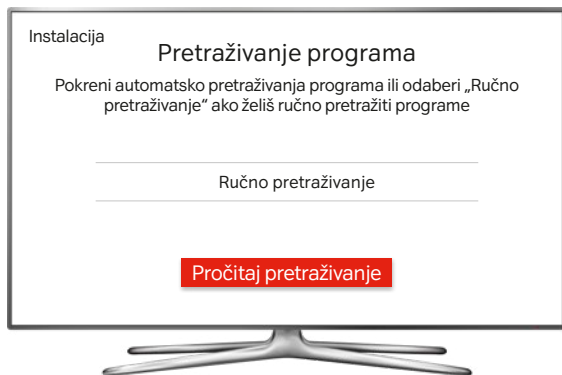 Instalacija
Pretraživanje programa
Pokreni automatsko pretraživanja programa ili odaberi „Ručno
pretraživanje“ ako želiš ručno pretražiti programe
Ručno pretraživanje
Pročitaj pretraživanje